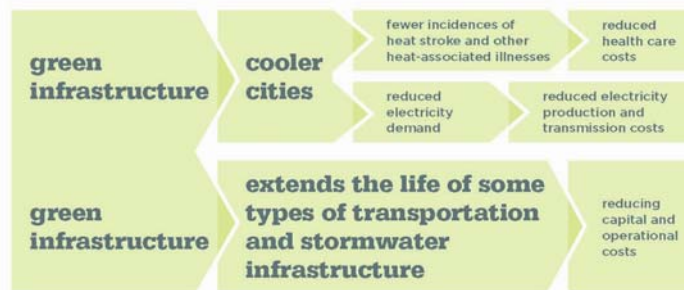 green
infrastructure
cooler
cities
fewer incidences of
heat stroke and other
heat-associated illnesses
reduced
health care
costs
reduced
electricity
demand
reduced electricity
production and
transmission costs
green
infrastructure
extends the life of some
types of transportation
and stormwater
infrastructure
reducing
capital and
operational
costs